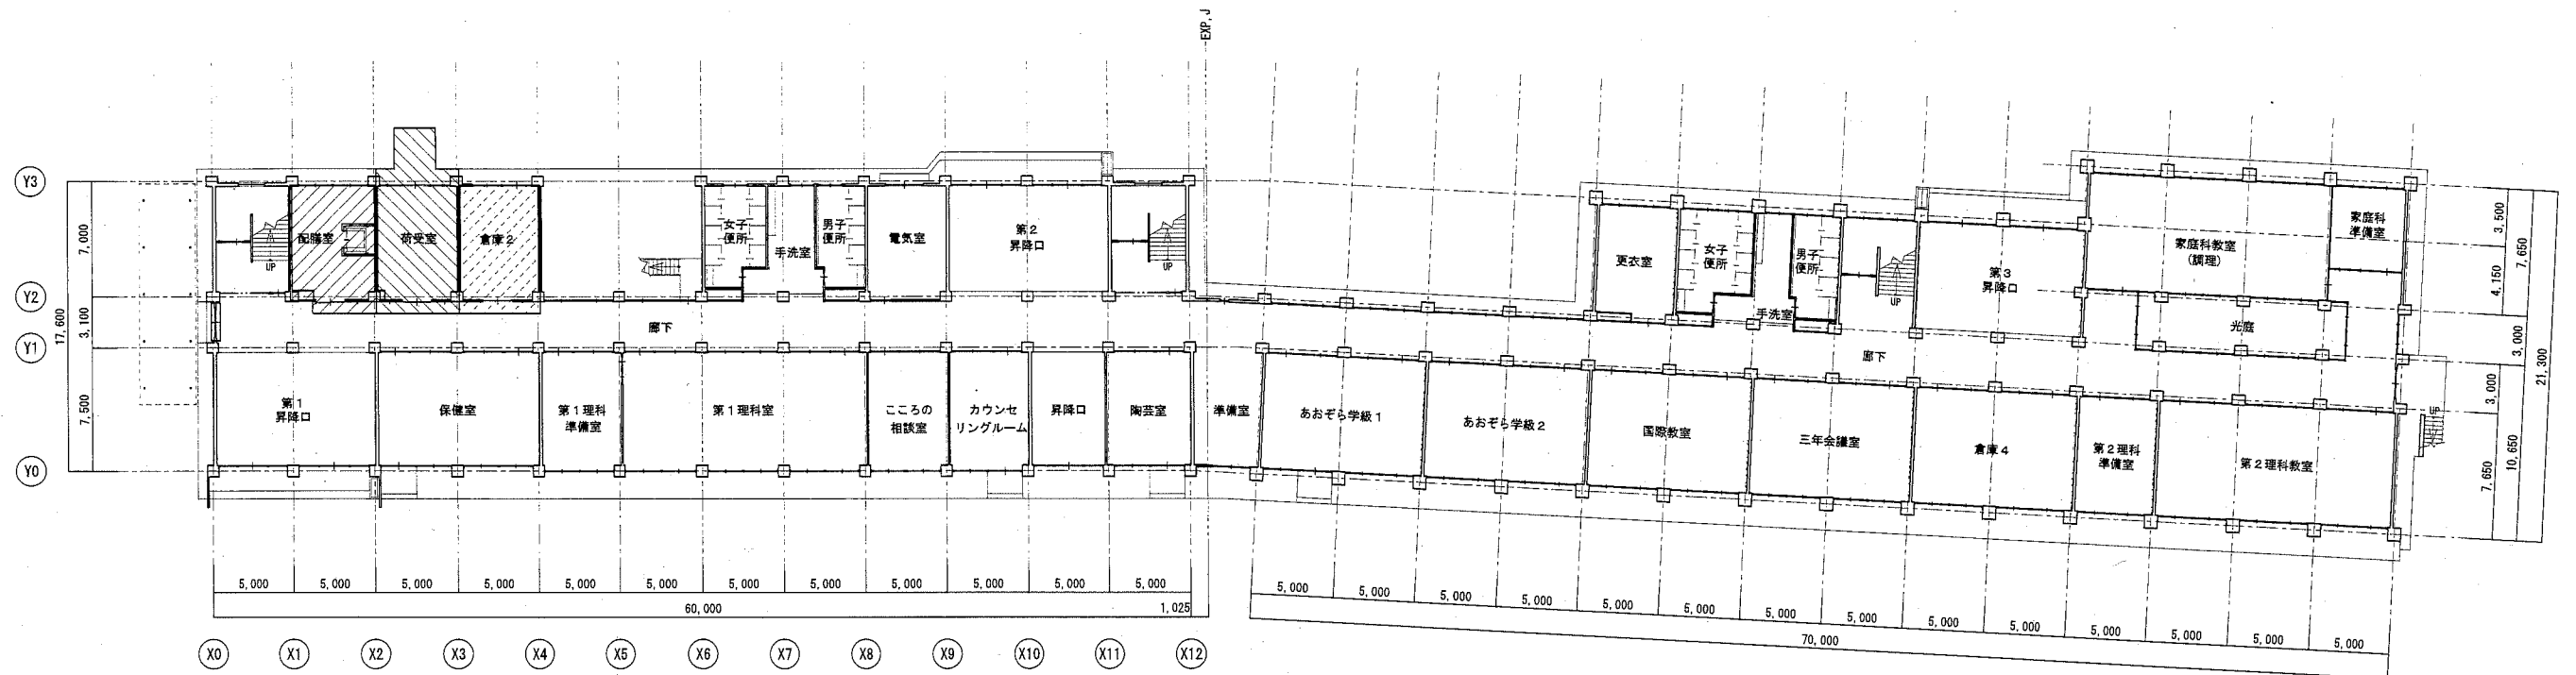 EXP,J
Y3
Y2
Y1
Y0
7,000
3,100
7,500
17,600
配膳室
荷受室
倉庫2
UP
女子
便所
手洗室
男子
便所
電気室
第2
昇降口
UP
廊下
第1
昇降口
保健室
第1理科
準備室
第1理科室
こころの
相談室
カウンセ
リングルーム
昇降口
陶芸室
準備室
更衣室
女子
便所
手洗室
男子
便所
UP
第3
昇降口
家庭科教室
(調理)
家庭科
準備室
光庭
廊下
あおぞら学級1
あおぞら学級2
国際教室
三年会議室
倉庫4
第2理科
準備室
第2理科教室
UP
3,500
4,150
7,650
3,000
3,000
7,650
10,650
21,300
5,000 5,000 5,000 5,000 5,000 5,000 5,000 5,000 5,000 5,000 5,000 5,000
60,000 1,025
X0 X1 X2 X3 X4 X5 X6 X7 X8 X9 X10 X11 X12
5,000 5,000 5,000 5,000 5,000 5,000 5,000 5,000 5,000 5,000 5,000 5,000 5,000 5,000
70,000